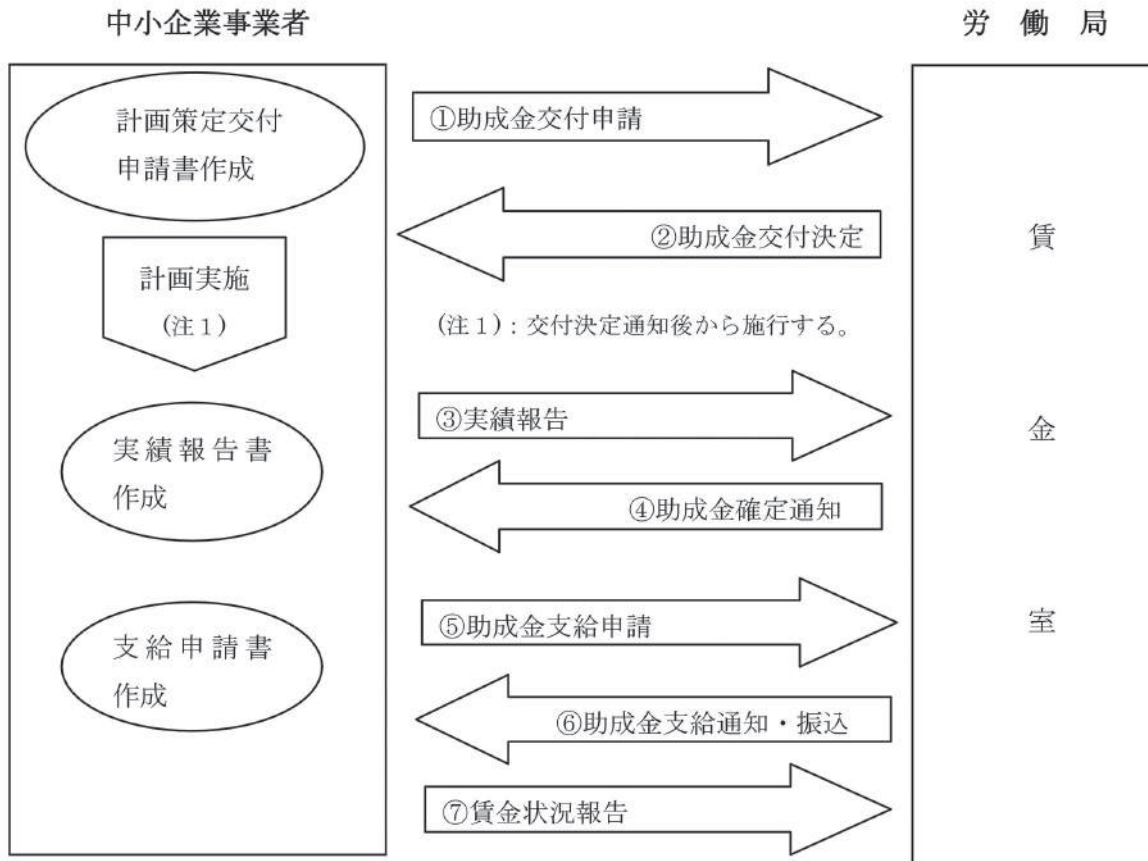 中小企業事業者
労働局
計画策定交付
申請書作成
①助成金交付申請
②助成金交付決定
計画実施
(注1)
(注1)：交付決定通知後から施行する。
③実績報告
実績報告書
作成
④助成金確定通知
⑤助成金支給申請
支給申請書
作成
⑥助成金支給通知・振込
⑦賃金状況報告
賃
金
室